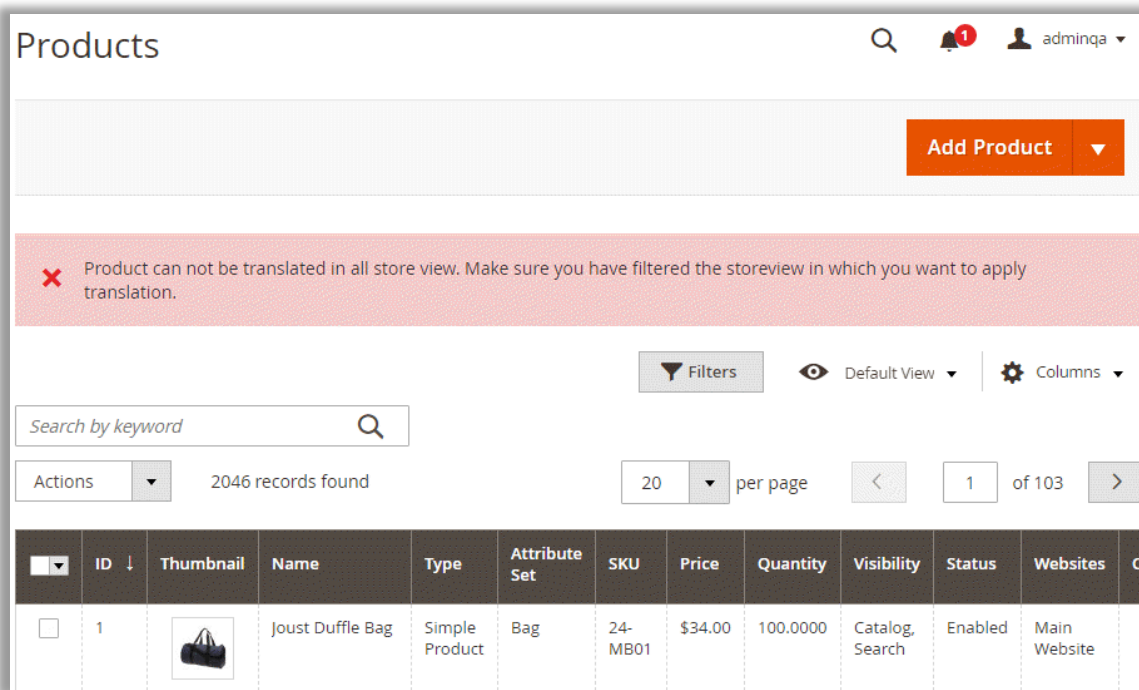 Products
1
adminqa
Add Product
Product can not be translated in all store view. Make sure you have filtered the storeview in which you want to apply
translation.
Filters
Default View
Columns
Search by keyword
Actions
2046 records found
20
per page
1
of 103
ID
Thumbnail
Name
Type
Attribute
Set
SKU
Price
Quantity
Visibility
Status
Websites
1
Joust Duffle Bag
Simple
Product
Bag
24-
MB01
$34.00
100.0000
Catalog,
Search
Enabled
Main
Website